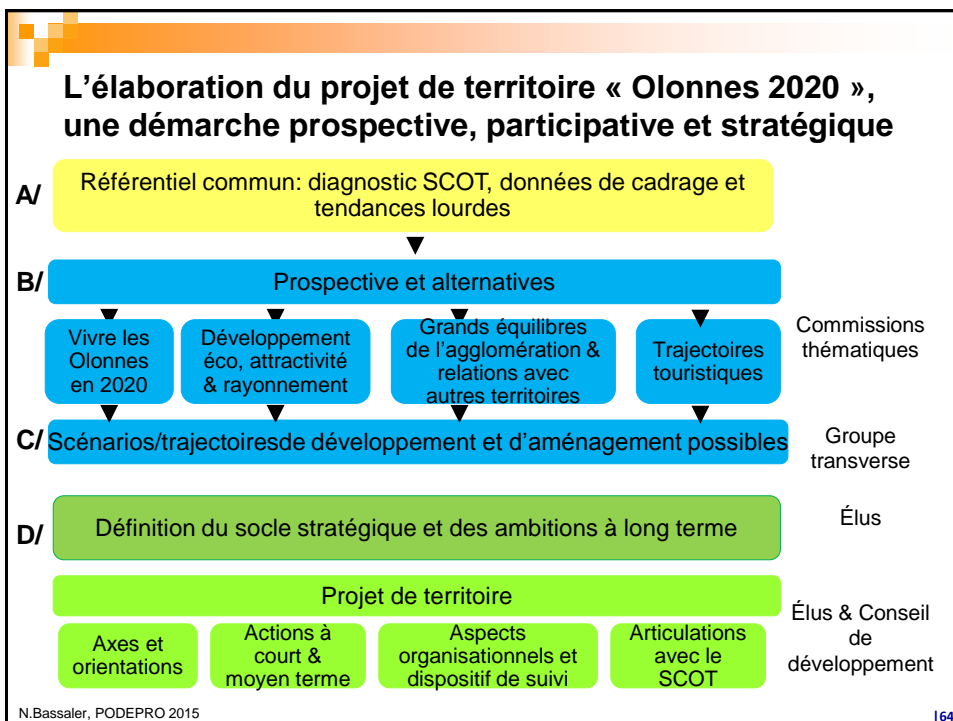 L'élaboration du projet de territoire « Olonnes 2020 »,
une démarche prospective, participative et stratégique
A/
Référentiel commun: diagnostic SCOT, données de cadrage et
tendances lourdes
B/
Prospective et alternatives
Vivre les
Olonnes
en 2020
Développement
éco, attractivité
& rayonnement
Grands équilibres
de l'agglomération &
relations avec
autres territoires
Trajectoires
touristiques
Commissions
thématiques
C/
Scénarios/trajectoiresde développement et d'aménagement possibles
Groupe
transverse
D/
Définition du socle stratégique et des ambitions à long terme
Élus
Projet de territoire
Axes et
orientations
Actions à
court &
moyen terme
Aspects
organisationnels et
dispositif de suivi
Articulations
avec le
SCOT
Élus & Conseil
de
développement
N.Bassaler, PODEPRO 2015
|64